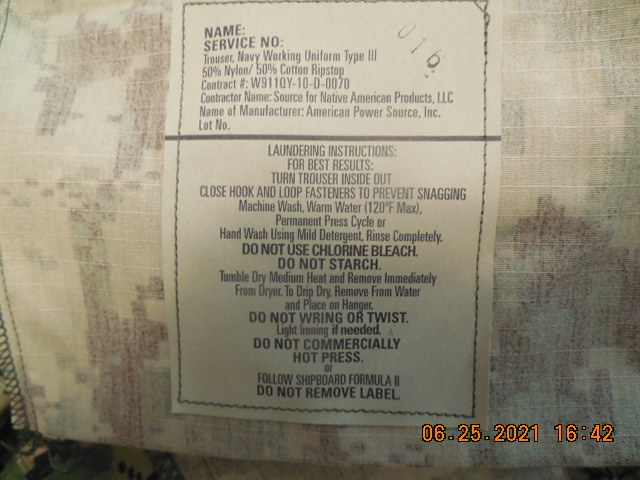 NAME:
SERVICE NO:
Trouser, Navy Working Uniform Type III
50% Nylon/ 50% Cotton Ripstop
Contract #: W911QY-10-D-0070
Contractor Name: Source for Native American Products, LLC
Name of Manufacturer: American Power Source, Inc.
Lot No.
LAUNDERING INSTRUCTIONS:
FOR BEST RESULTS:
TURN TROUSER INSIDE OUT
CLOSE HOOK AND LOOP FASTENERS TO PREVENT SNAGGING
Machine Wash, Warm Water (120°F Max),
Permanent Press Cycle or
Hand Wash Using Mild Detergent, Rinse Completely.
DO NOT USE CHLORINE BLEACH.
DO NOT STARCH.
Tumble Dry Medium Heat and Remove Immediately
From Dryer. To Drip Dry, Remove From Water
and Place on Hanger.
DO NOT WRING OR TWIST.
Light Ironing if needed.
DO NOT COMMERCIALLY
HOT PRESS.
or
FOLLOW SHIPBOARD FORMULA II
DO NOT REMOVE LABEL.
06.25.2021 16:42